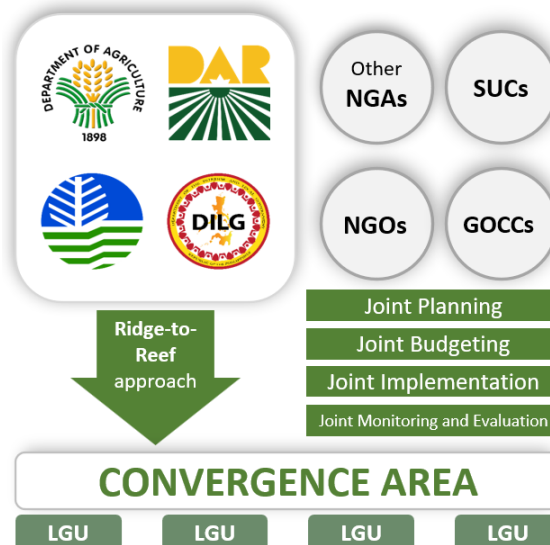 DEPARTMENT OF AGRICULTURE
1898
DAR
DILG
Other
NGAs
SUCs
NGOs
GOCCs
Ridge-to-
Reef
approach
Joint Planning
Joint Budgeting
Joint Implementation
Joint Monitoring and Evaluation
CONVERGENCE AREA
LGU
LGU
LGU
LGU